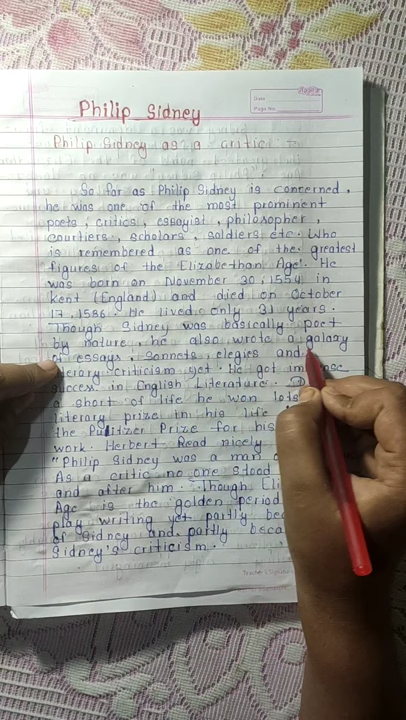 Philip Sidney
Date
Page No.
Philip Sidney as a critic :-
So far as Philip Sidney is concerned,
he was one of the most prominent
poets, critics, essayist, philosopher,
courtiers, scholars, soldiers etc. Who
is remembered as one of the greatest
figures of the Elizabethan Age. He
was born on November 30, 1554 in
Kent (England) and died on October
17, 1586. He lived only 31 years.
Though Sidney was basically poet
by nature, he also wrote a galaxy
of essays, Sonnets, elegies and
literary criticism yet. He got
success in English Literature.
a short of life he won lots
literary prize in his life
the Pulitzer Prize for his
work. Herbert Read nicely
"Philip Sidney was a man
As a critic no one stood
and after him. Though
Age is the golden period
play writing yet partly
of Sidney and partly
Sidney's criticism.